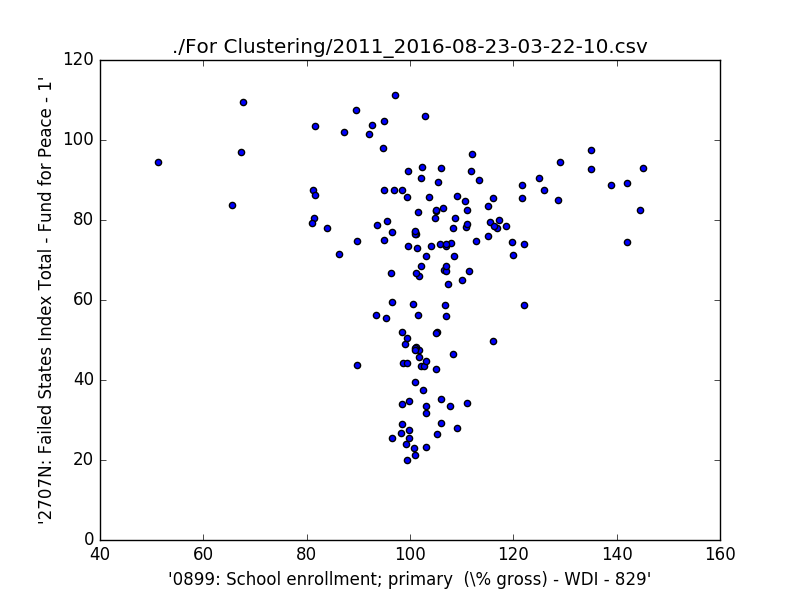 ./For Clustering/2011_2016-08-23-03-22-10.csv
120
100
80
60
40
20
0
'2707N: Failed States Index Total - Fund for Peace - 1'
40 60 80 100 120 140 160
'0899: School enrollment; primary  (\% gross) - WDI - 829'